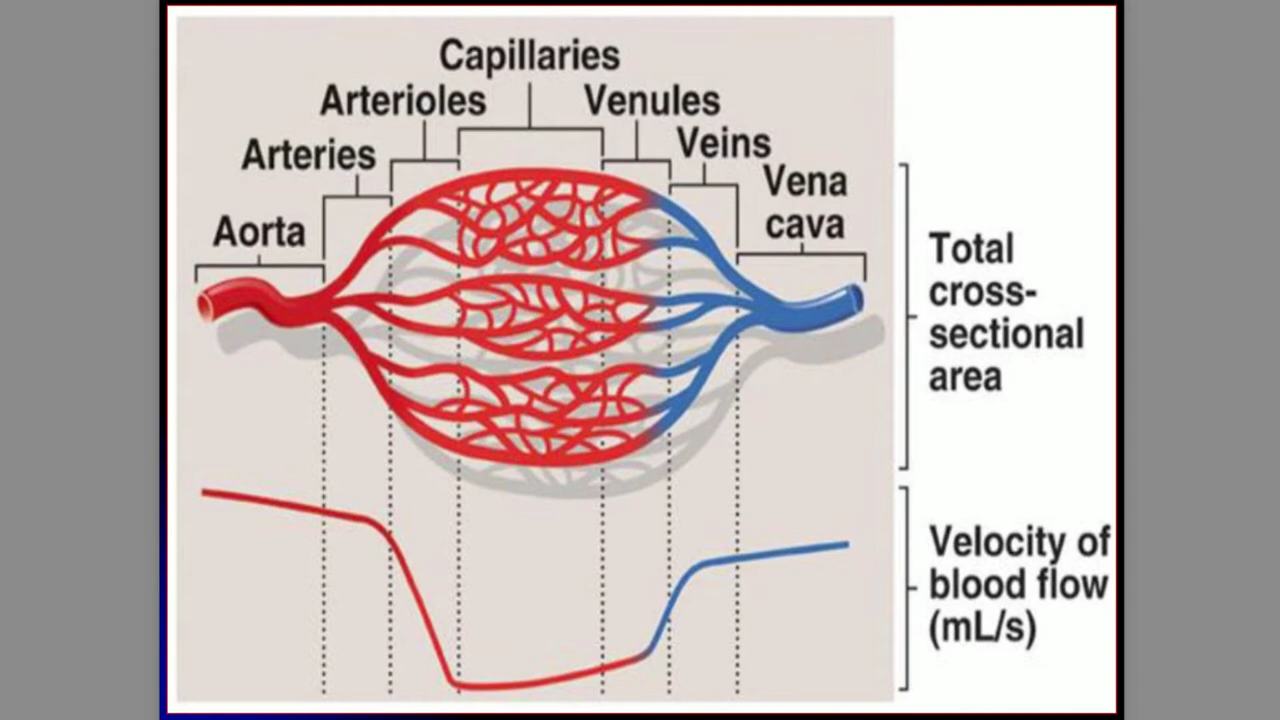 Capillaries
Arterioles
Venules
Arteries
Veins
Vena
cava
Aorta
Total
cross-
sectional
area
Velocity of
blood flow
(mL/s)